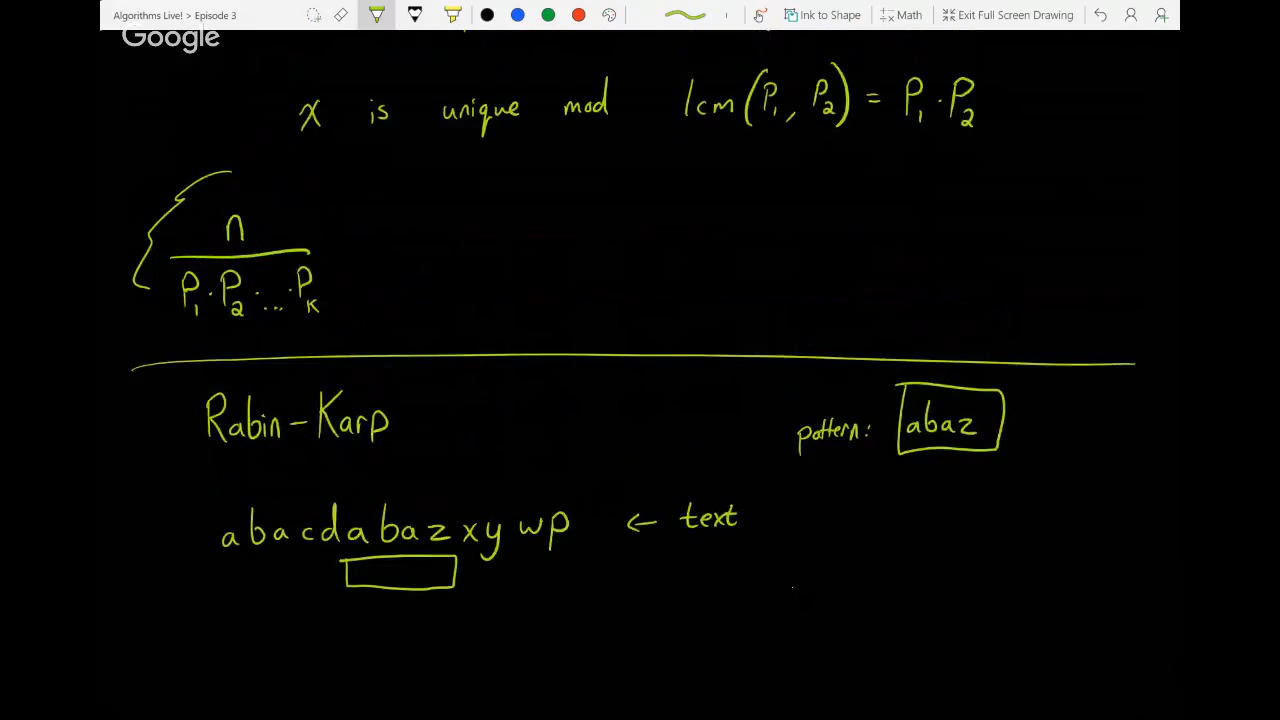 Algorithms Live! > Episode 3
Ink to Shape
Math
Exit Full Screen Drawing
Google
x is unique mod lcm(P₁, P₂) = P₁ · P₂
n
P₁ · P₂ · ... · Pₖ
Rabin-Karp
pattern: abaz
abacdabazxywp ← text